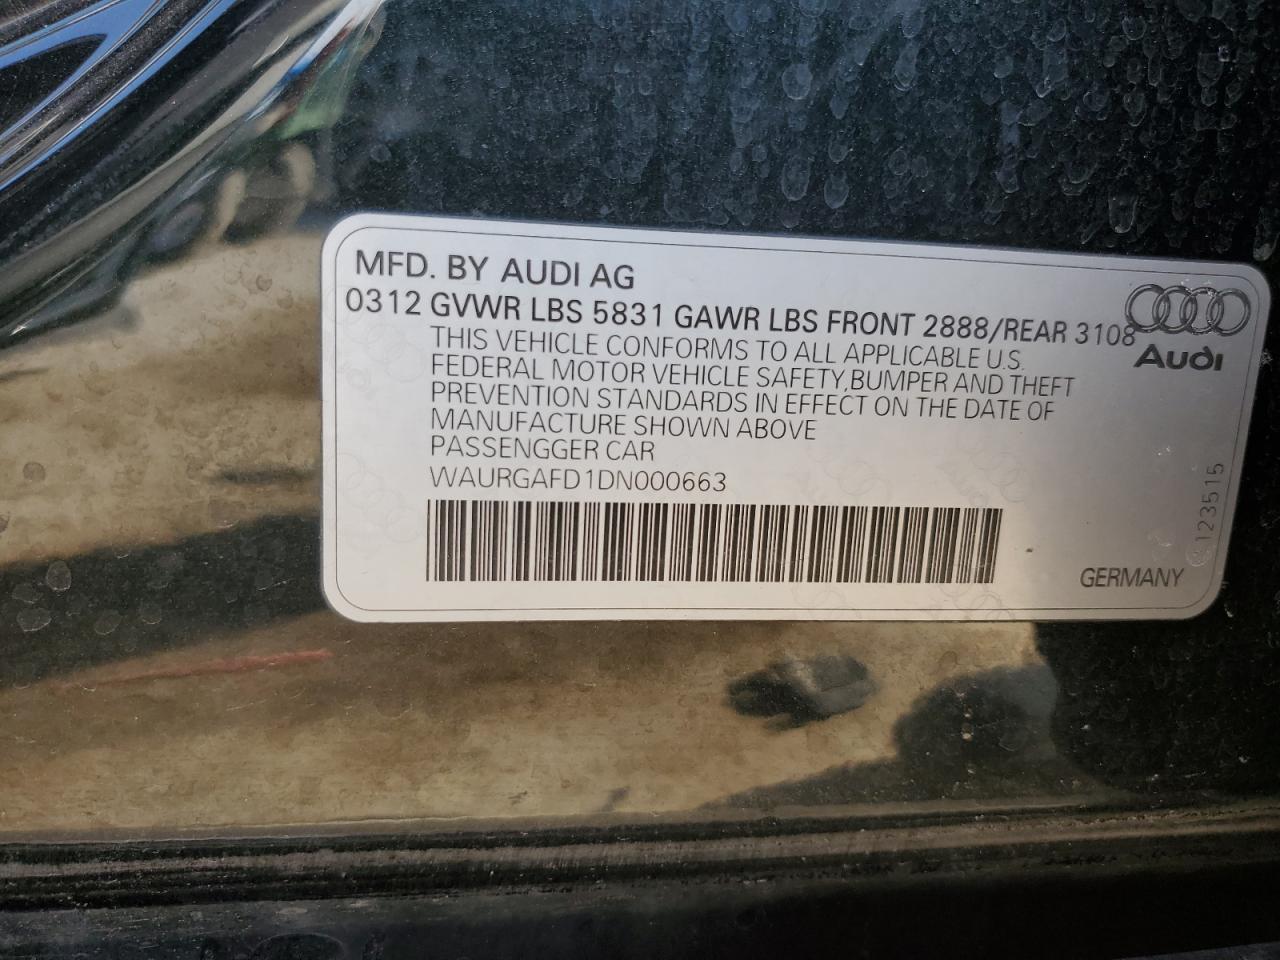 MFD. BY AUDI AG
0312 GVWR LBS 5831 GAWR LBS FRONT 2888/REAR 3108
Audi
THIS VEHICLE CONFORMS TO ALL APPLICABLE U.S.
FEDERAL MOTOR VEHICLE SAFETY,BUMPER AND THEFT
PREVENTION STANDARDS IN EFFECT ON THE DATE OF
MANUFACTURE SHOWN ABOVE
PASSENGGER CAR
WAURGAFD1DN000663
123515
GERMANY